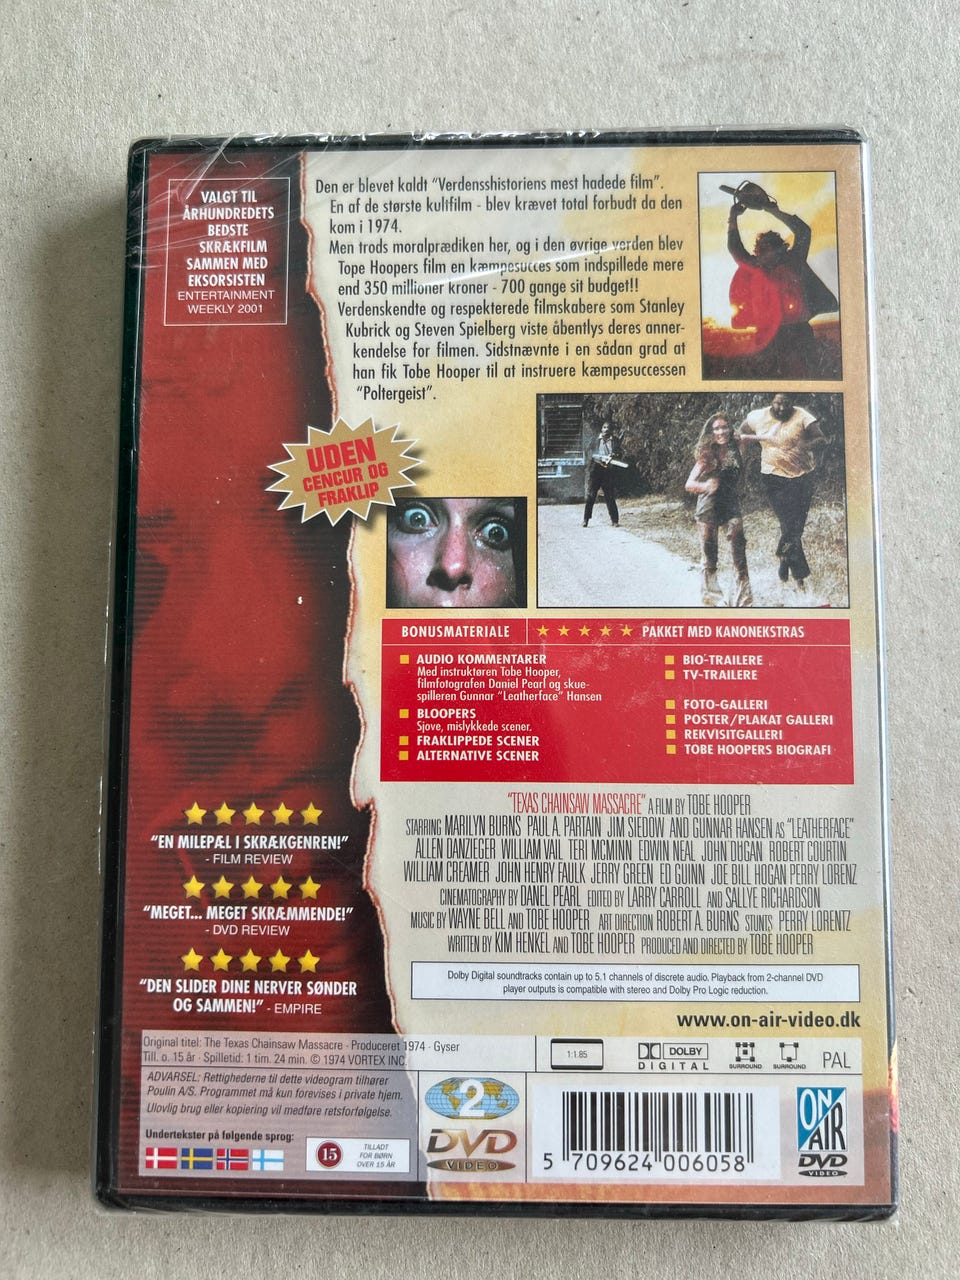 VALGT TIL
ÅRHUNDREDETS
BEDSTE
SKRÆKFILM
SAMMEN MED
EKSORSISTEN
ENTERTAINMENT
WEEKLY 2001
Den er blevet kaldt "Verdensshistoriens mest hadede film".
En af de største kultfilm - blev krævet total forbudt da den
kom i 1974.
Men trods moralprædiken her, og i den øvrige verden blev
Tope Hoopers film en kæmpesucces som indspillede mere
end 350 millioner kroner - 700 gange sit budget!!
Verdenskendte og respekterede filmskabere som Stanley
Kubrick og Steven Spielberg viste åbentlys deres aner-
kendelse for filmen. Sidstnævnte i en sådan grad at
han fik Tobe Hooper til at instruere kæmpesuccessen
"Poltergeist".
UDEN
CENCUR OG
FRAKLIP
BONUSMATERIALE
PAKKET MED KANONEKSTRAS
AUDIO KOMMENTARER
Med instruktøren Tobe Hooper,
filmfotografen Daniel Pearl og skue-
spilleren Gunnar "Leatherface" Hansen
BLOOPERS
Sjove, mislykkede scener.
FRAKLIPPEDE SCENER
ALTERNATIVE SCENER
BIO-TRAILERE
TV-TRAILERE
FOTO-GALLERI
POSTER/PLAKAT GALLERI
REKVISITGALLERI
TOBE HOOPERS BIOGRAFI
"EN MILEPÆL I SKRÆKGENREN!"
- FILM REVIEW
"MEGET... MEGET SKRÆMMENDE!"
- DVD REVIEW
"DEN SLIDER DINE NERVER SØNDER
OG SAMMEN!" - EMPIRE
"TEXAS CHAINSAW MASSACRE" A FILM BY TOBE HOOPER
STARRING MARILYN BURNS PAUL A. PARTAIN JIM SIEDOW AND GUNNAR HANSEN AS "LEATHERFACE"
ALLEN DANZIEGER WILLIAM VAIL TERI MCMINN EDWIN NEAL JOHN DUGAN ROBERT COURTIN
WILLIAM CREAMER JOHN HENRY FAULK JERRY GREEN ED GUINN JOE BILL HOGAN PERRY LORENZ
CINEMATOGRAPHY BY DANEL PEARL EDITED BY LARRY CARROLL AND SALLYE RICHARDSON
MUSIC BY WAYNE BELL AND TOBE HOOPER ART DIRECTION ROBERT A. BURNS STUNTS PERRY LORENTZ
WRITTEN BY KIM HENKEL AND TOBE HOOPER PRODUCED AND DIRECTED BY TOBE HOOPER
Dolby Digital soundtracks contain up to 5.1 channels of discrete audio. Playback from 2-channel DVD
player outputs is compatible with stereo and Dolby Pro Logic reduction.
www.on-air-video.dk
Original titel: The Texas Chainsaw Massacre - Produceret 1974 - Gyser
Till. o. 15 år - Spilletid: 1 tim. 24 min. © 1974 VORTEX INC.
ADVARSEL: Rettighederne til dette videogram tilhører
Poulin A/S. Programmet må kun forevises i private hjem.
Ulovlig brug eller kopiering vil medføre retsforfølgelse.
Undertekster på følgende sprog:
15
TILLADT
FOR BØRN
OVER 15 ÅR
2
DVD
VIDEO
1:1.85
DOLBY
DIGITAL
SURROUND
SURROUND
PAL
5 709624 006058
ON
AIR
DVD
VIDEO